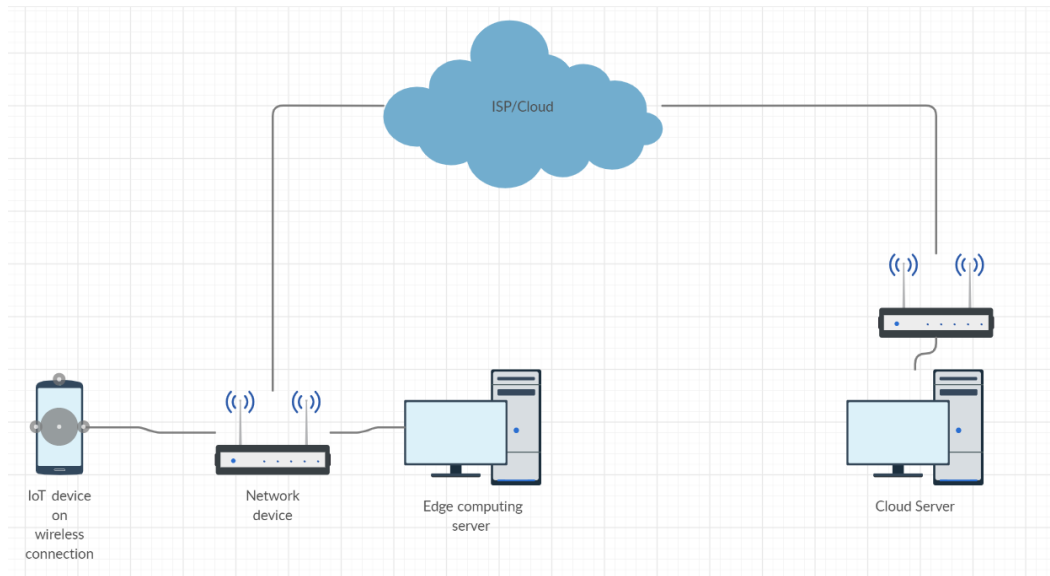 ISP/Cloud
IoT device
on
wireless
connection
Network
device
Edge computing
server
Cloud Server